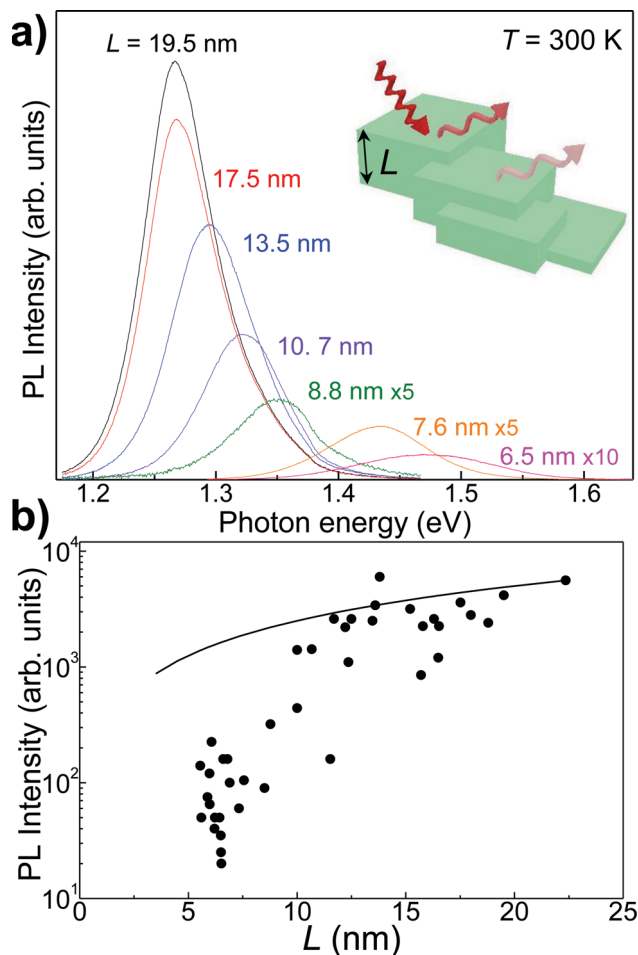 a)
L = 19.5 nm
T = 300 K
L
17.5 nm
13.5 nm
10. 7 nm
8.8 nm x5
7.6 nm x5
6.5 nm x10
PL Intensity (arb. units)
1.2 1.3 1.4 1.5 1.6
Photon energy (eV)
b)
10⁴
10³
10²
10¹
PL Intensity (arb. units)
0 5 10 15 20 25
L (nm)